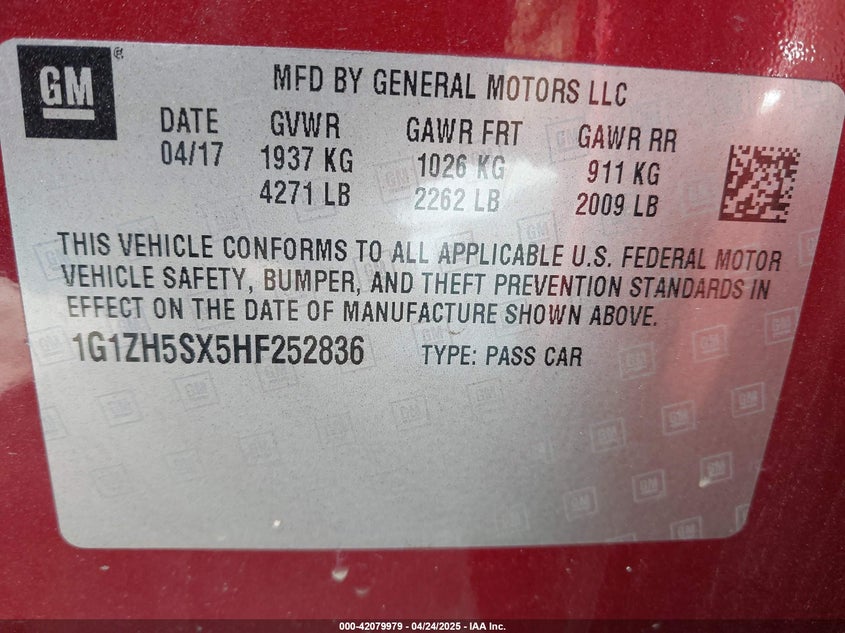 GM ®
MFD BY GENERAL MOTORS LLC
DATE GVWR GAWR FRT GAWR RR
04/17 1937 KG 1026 KG 911 KG
4271 LB 2262 LB 2009 LB
THIS VEHICLE CONFORMS TO ALL APPLICABLE U.S. FEDERAL MOTOR
VEHICLE SAFETY, BUMPER, AND THEFT PREVENTION STANDARDS IN
EFFECT ON THE DATE OF MANUFACTURE SHOWN ABOVE.
1G1ZH5SX5HF252836 TYPE: PASS CAR
000-42079979 - 04/24/2025 - IAA Inc.